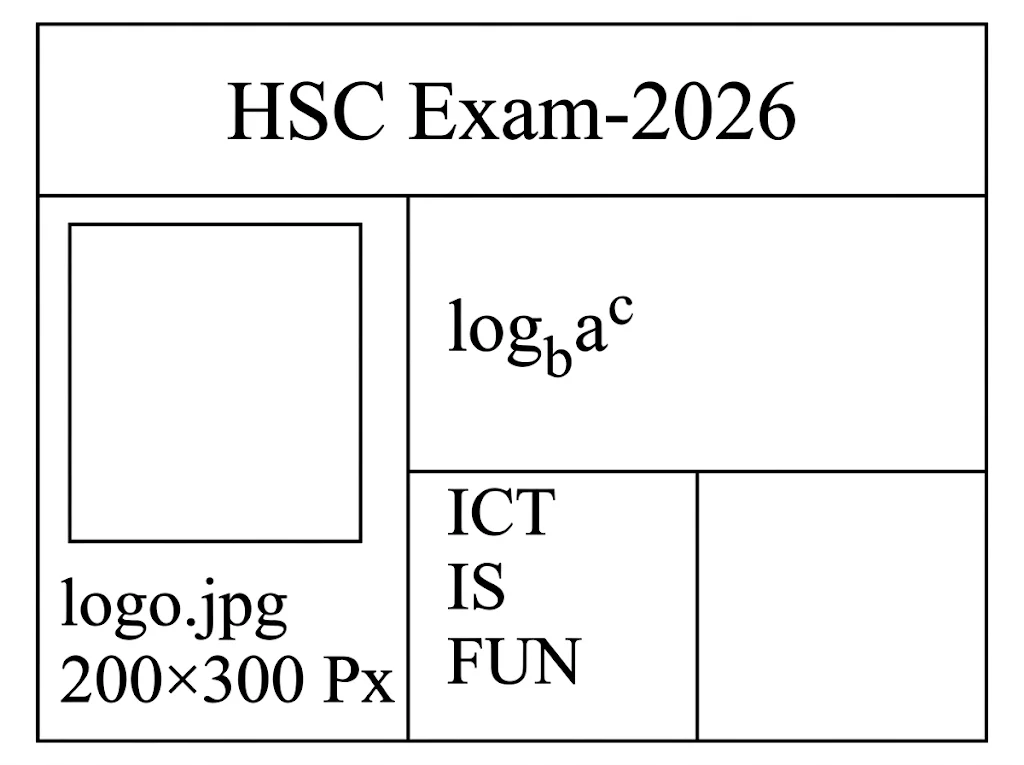 HSC Exam-2026
log_b a^c
logo.jpg
200×300 Px
ICT
IS
FUN